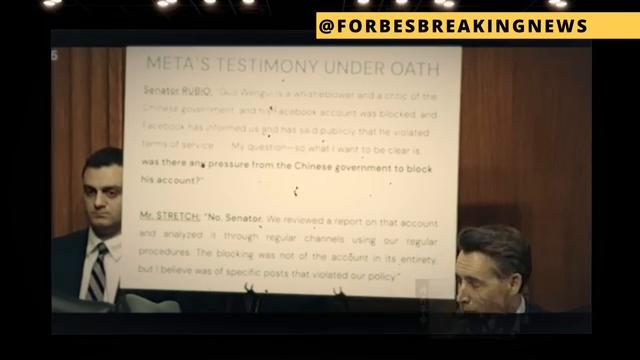 @FORBESBREAKINGNEWS
META'S TESTIMONY UNDER OATH
Senator RUBIO: "Guo Wengui is a whistleblower and a critic of the
Chinese government, and his Facebook account was blocked, and
Facebook has informed us and has said publicly that he violated
terms of service. My question—so what I want to be clear is,
was there any pressure from the Chinese government to block
his account?"
Mr. STRETCH: "No, Senator. We reviewed a report on that account
and analyzed it through regular channels using our regular
procedures. The blocking was not of the account in its entirety,
but I believe was of specific posts that violated our policy."